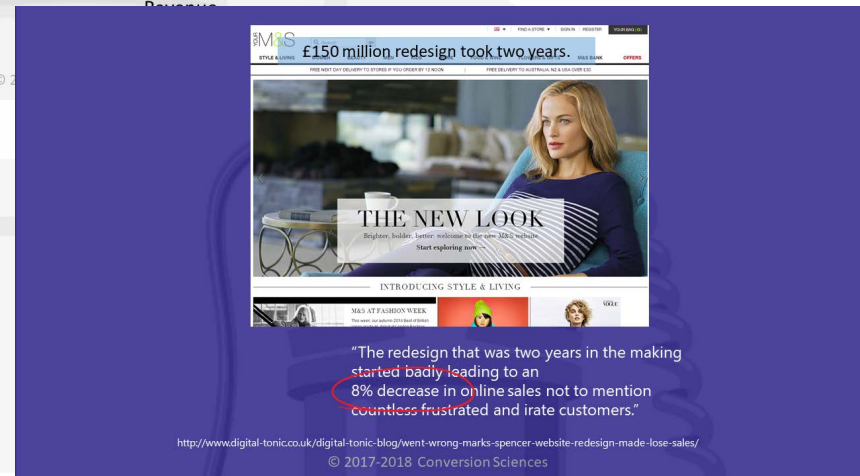 Revenue
© 2
YOUR M&S
FIND A STORE SIGN IN REGISTER YOUR BAG (0)
£150 million redesign took two years.
STYLE & LIVING M&S BANK OFFERS
FREE NEXT DAY DELIVERY TO STORES IF YOU ORDER BY 12 NOON FREE DELIVERY TO AUSTRALIA, NZ & USA OVER £30
THE NEW LOOK
Brighter, bolder, better: welcome to the new M&S website
Start exploring now
INTRODUCING STYLE & LIVING
M&S AT FASHION WEEK
VOGUE
“The redesign that was two years in the making
started badly leading to an
8% decrease in online sales not to mention
countless frustrated and irate customers.”
http://www.digital-tonic.co.uk/digital-tonic-blog/went-wrong-marks-spencer-website-redesign-made-lose-sales/
© 2017-2018 Conversion Sciences